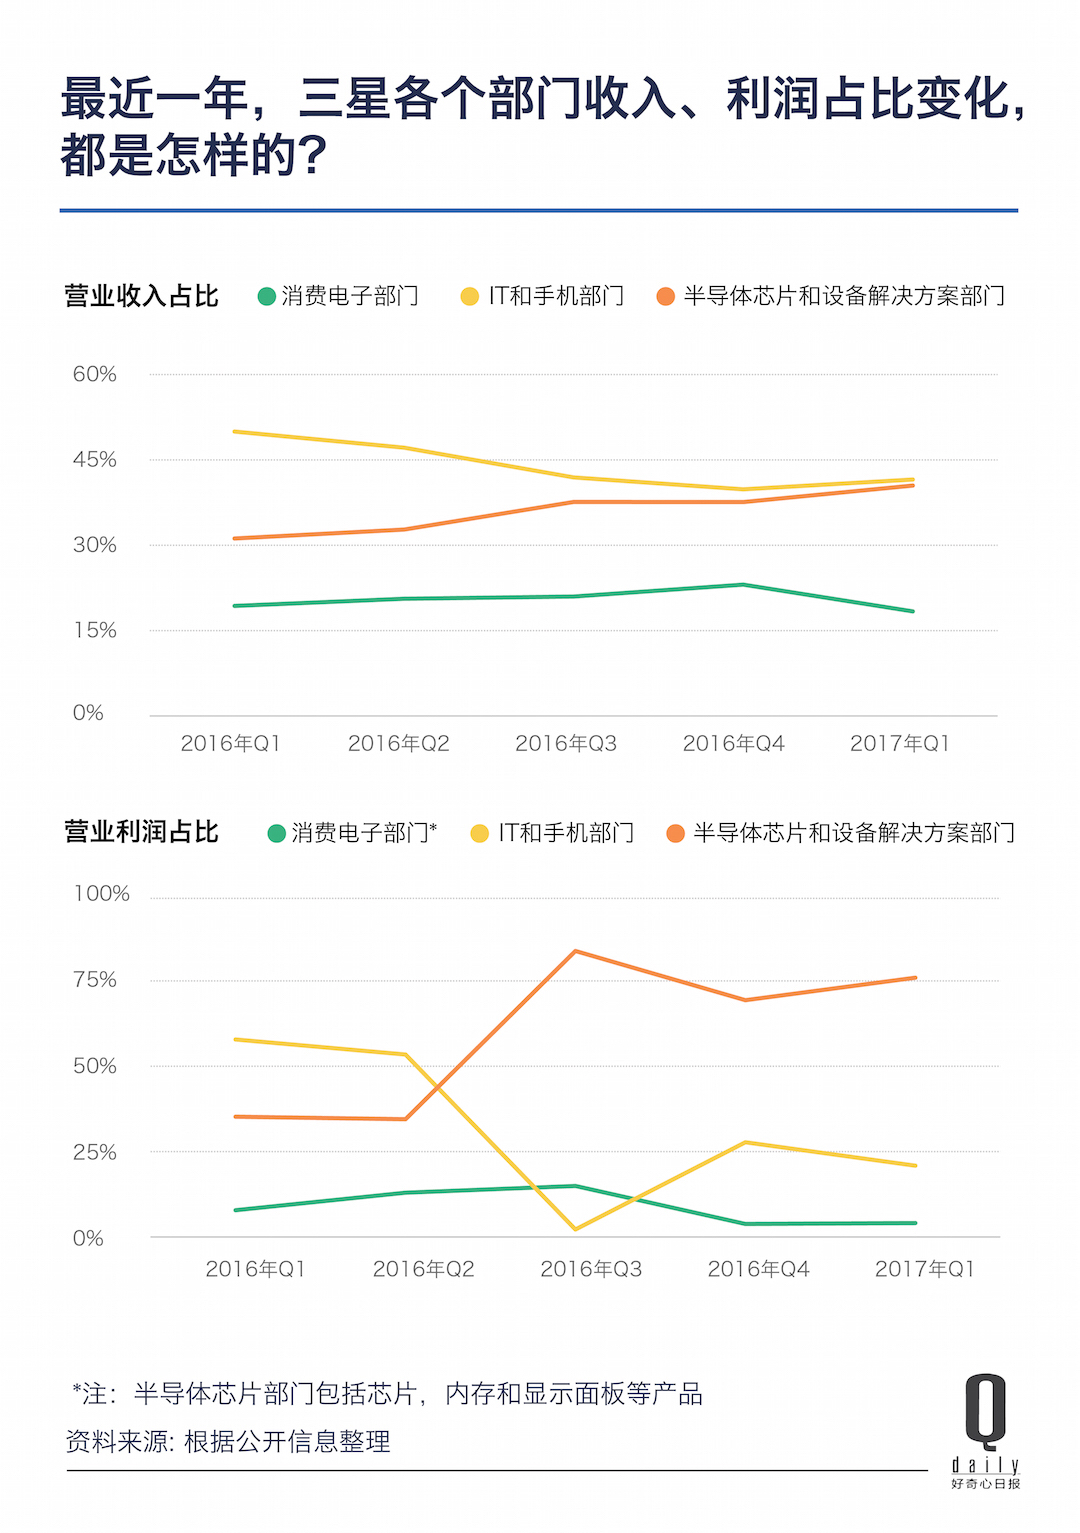 最近一年，三星各个部门收入、利润占比变化，
都是怎样的？
营业收入占比 消费电子部门 IT和手机部门 半导体芯片和设备解决方案部门
60%
45%
30%
15%
0%
2016年Q1 2016年Q2 2016年Q3 2016年Q4 2017年Q1
营业利润占比 消费电子部门* IT和手机部门 半导体芯片和设备解决方案部门
100%
75%
50%
25%
0%
2016年Q1 2016年Q2 2016年Q3 2016年Q4 2017年Q1
*注：半导体芯片部门包括芯片，内存和显示面板等产品
资料来源: 根据公开信息整理
Q
daily
好奇心日报